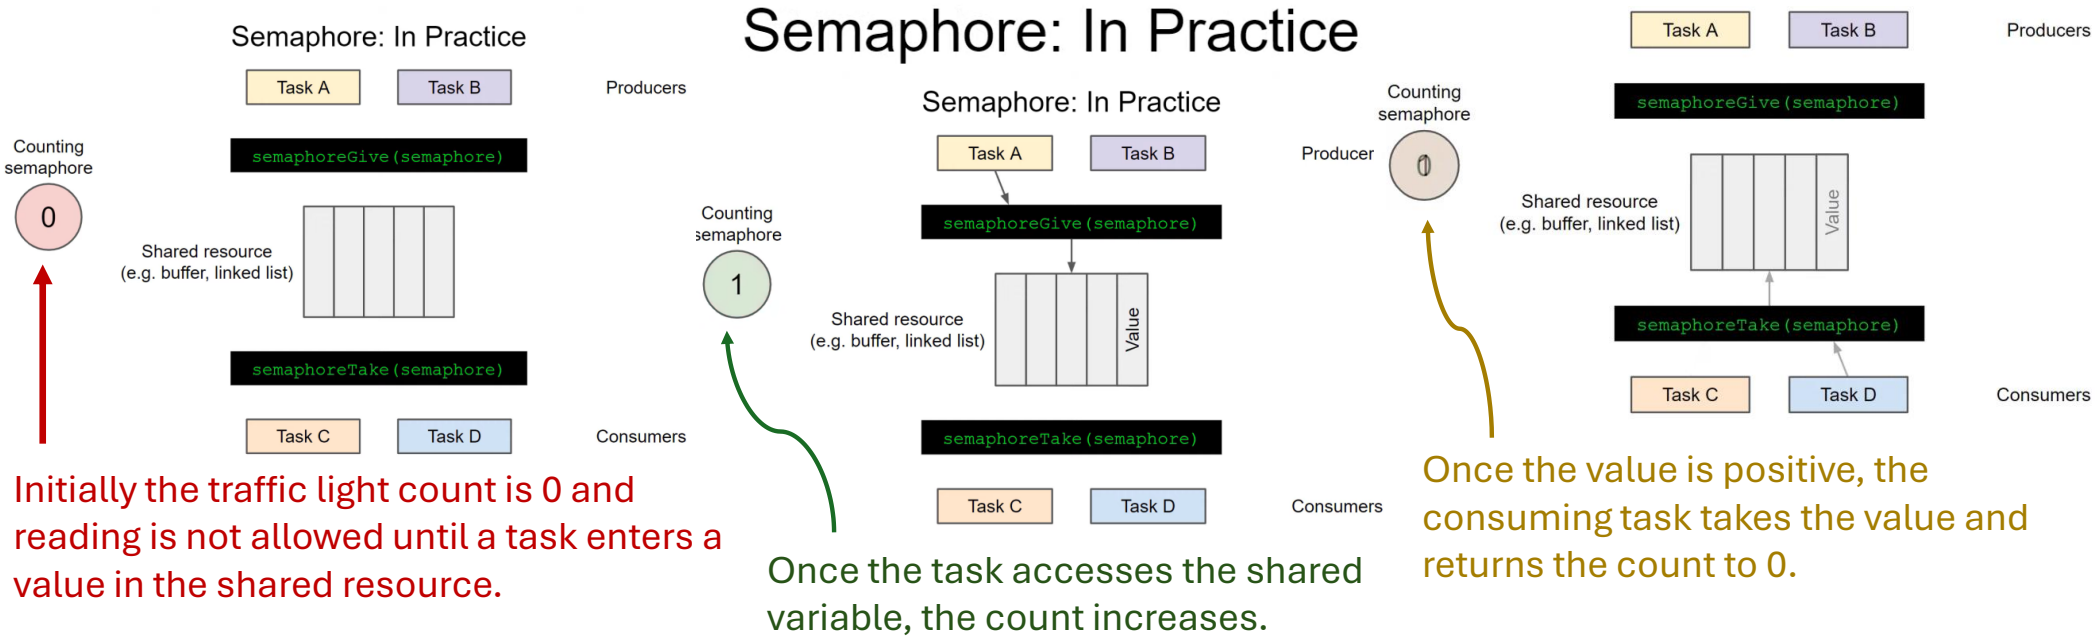 Semaphore: In Practice
Semaphore: In Practice
Task A
Task B
Producers
semaphoreGive(semaphore)
Counting
semaphore
0
Shared resource
(e.g. buffer, linked list)
semaphoreTake(semaphore)
Task C
Task D
Consumers
Initially the traffic light count is 0 and
reading is not allowed until a task enters a
value in the shared resource.
Semaphore: In Practice
Task A
Task B
Producer
semaphoreGive(semaphore)
Counting
semaphore
1
Shared resource
(e.g. buffer, linked list)
Value
semaphoreTake(semaphore)
Task C
Task D
Consumers
Once the task accesses the shared
variable, the count increases.
Task A
Task B
Producers
Counting
semaphore
semaphoreGive(semaphore)
Shared resource
(e.g. buffer, linked list)
Value
semaphoreTake(semaphore)
Task C
Task D
Consumers
Once the value is positive, the
consuming task takes the value and
returns the count to 0.